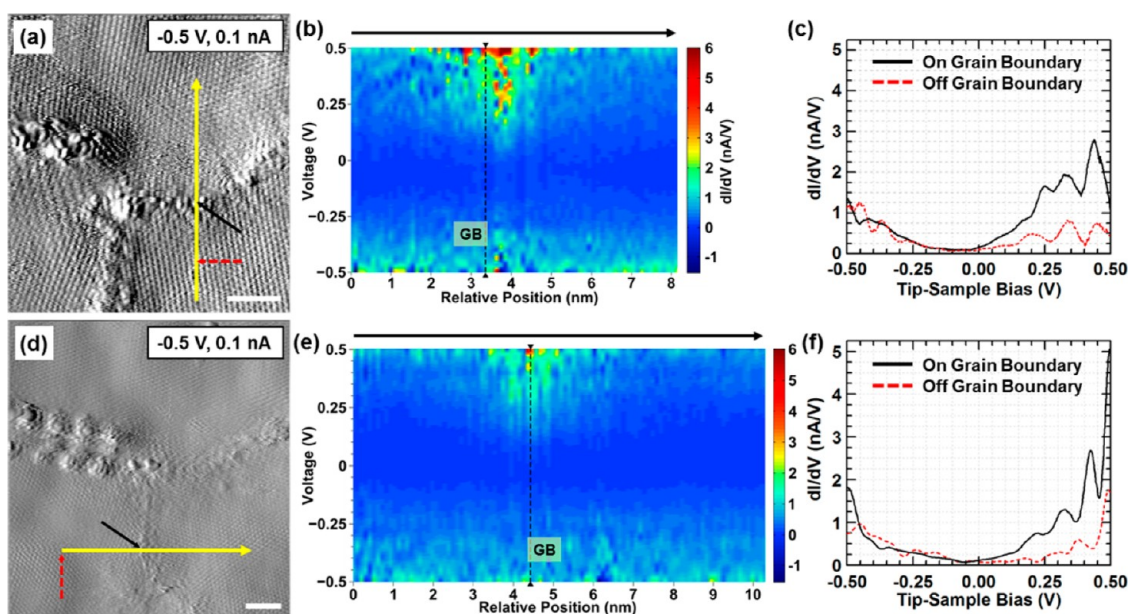 (a)
-0.5 V, 0.1 nA
(b)
0.5
0.25
0
−0.25
−0.5
Voltage (V)
GB
0 1 2 3 4 5 6 7 8
Relative Position (nm)
6
5
4
3
2
1
0
-1
dI/dV (nA/V)
(c)
On Grain Boundary
Off Grain Boundary
5
4
3
2
1
0
dI/dV (nA/V)
-0.50 -0.25 0.00 0.25 0.50
Tip-Sample Bias (V)
(d)
-0.5 V, 0.1 nA
(e)
0.5
0.25
0
−0.25
−0.5
Voltage (V)
GB
0 1 2 3 4 5 6 7 8 9 10
Relative Position (nm)
6
5
4
3
2
1
0
-1
(f)
On Grain Boundary
Off Grain Boundary
5
4
3
2
1
0
dI/dV (nA/V)
-0.50 -0.25 0.00 0.25 0.50
Tip-Sample Bias (V)